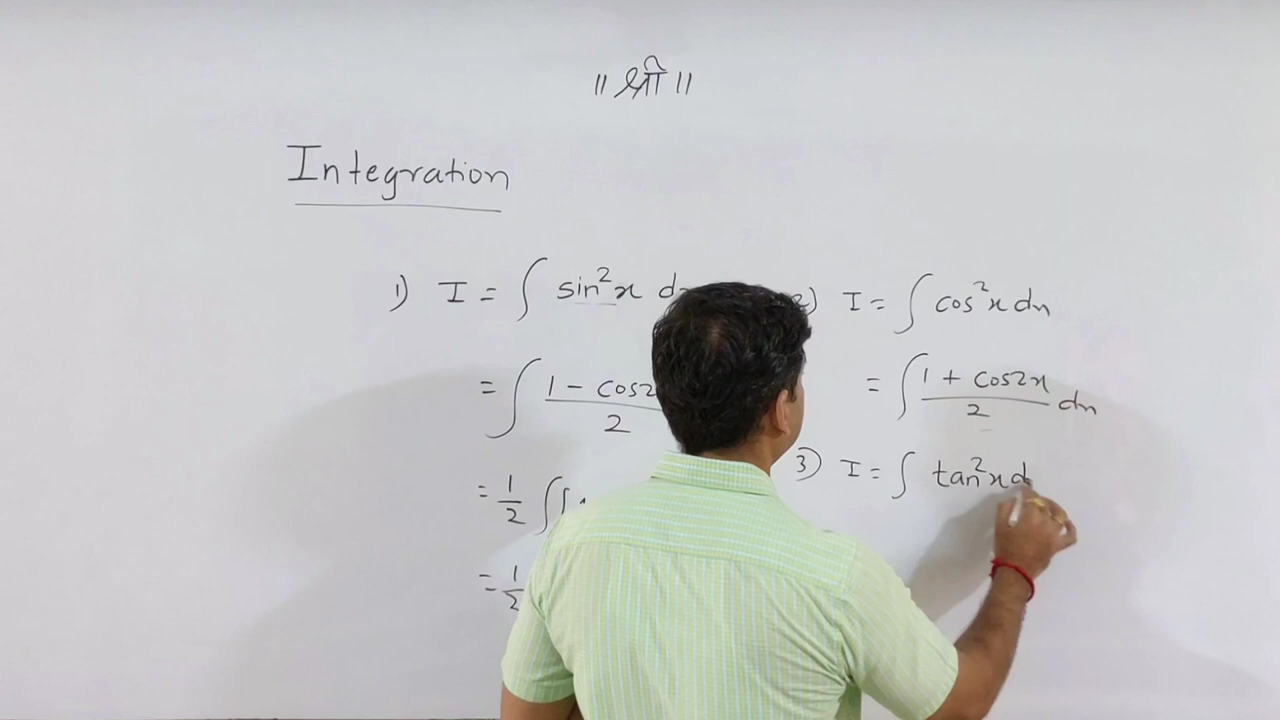 ॥ श्री ॥
Integration
1) I = ∫ sin²x d
= ∫ 1 - cos2 / 2
= 1/2 ∫
= 1/2
2) I = ∫ cos²x dx
= ∫ 1 + cos2x / 2 dx
3) I = ∫ tan²x d